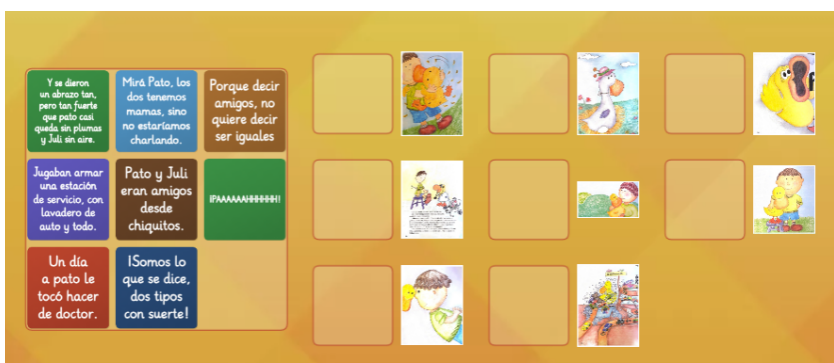 Y se dieron
un abrazo tan,
pero tan fuerte
que pato casi
queda sin plumas
y Juli sin aire.
Mirá Pato, los
dos tenemos
mamas, sino
no estaríamos
charlando.
Porque decir
amigos, no
quiere decir
ser iguales
Jugaban armar
una estación
de servicio, con
lavadero de
auto y todo.
Pato y Juli
eran amigos
desde
chiquitos.
¡PAAAAAHHHHHH!
Un día
a pato le
tocó hacer
de doctor.
¡Somos lo
que se dice,
dos tipos
con suerte!